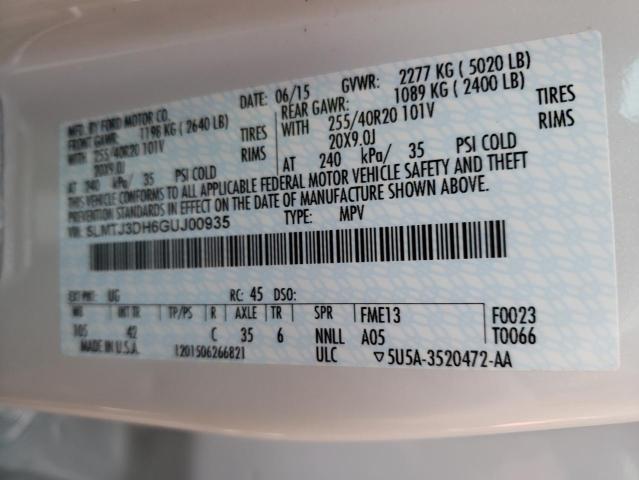 MFD. BY FORD MOTOR CO. DATE: 06/15 GVWR: 2277 KG ( 5020 LB)
FRONT GAWR: 1198 KG ( 2640 LB) REAR GAWR: 1089 KG ( 2400 LB)
WITH 255/40R20 101V TIRES WITH 255/40R20 101V TIRES
20X9.0J RIMS 20X9.0J RIMS
AT 240 kPa/ 35 PSI COLD AT 240 kPa/ 35 PSI COLD
THIS VEHICLE CONFORMS TO ALL APPLICABLE FEDERAL MOTOR VEHICLE SAFETY AND THEFT
PREVENTION STANDARDS IN EFFECT ON THE DATE OF MANUFACTURE SHOWN ABOVE.
VIN: 5LMTJ3DH6GUJ00935 TYPE: MPV
EXT PNT: UG RC: 45 DSO:
WB INT TR TP/PS R AXLE TR SPR FME13 F0023
105 42 C 35 6 NNLL A05 T0066
MADE IN U.S.A. 1201506266821 ULC ▽5U5A-3520472-AA